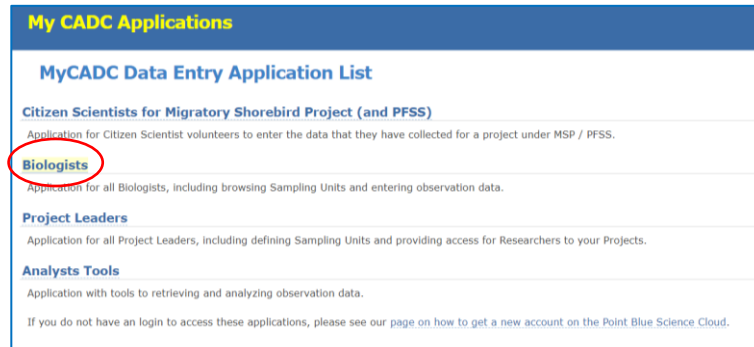 My CADC Applications
MyCADC Data Entry Application List
Citizen Scientists for Migratory Shorebird Project (and PFSS)
Application for Citizen Scientist volunteers to enter the data that they have collected for a project under MSP / PFSS.
Biologists
Application for all Biologists, including browsing Sampling Units and entering observation data.
Project Leaders
Application for all Project Leaders, including defining Sampling Units and providing access for Researchers to your Projects.
Analysts Tools
Application with tools to retrieving and analyzing observation data.
If you do not have an login to access these applications, please see our page on how to get a new account on the Point Blue Science Cloud.